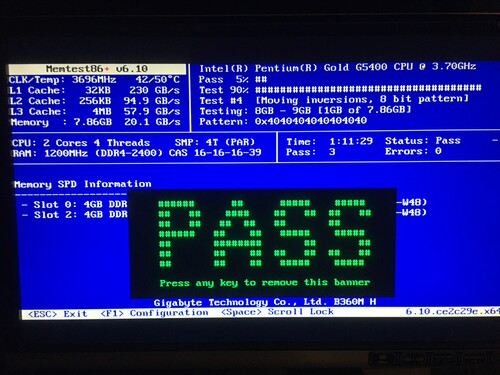 Memtest86+ v6.10
Intel(R) Pentium(R) Gold G5400 CPU @ 3.70GHz
CLK/Temp: 3696MHz 42/50°C
Pass 5% ##
L1 Cache: 32KB 230 GB/s
Test 90% ########################################
L2 Cache: 256KB 94.9 GB/s
Test #4 [Moving inversions, 8 bit pattern]
L3 Cache: 4MB 57.9 GB/s
Testing: 8GB - 9GB [1GB of 7.86GB]
Memory : 7.86GB 20.1 GB/s
Pattern: 0x4040404040404040
CPU: 2 Cores 4 Threads SMP: 4T (PAR)
Time: 1:11:29 Status: Pass -
RAM: 1200MHz (DDR4-2400) CAS 16-16-16-39
Pass: 3 Errors: 0
Memory SPD Information
- Slot 0: 4GB DDR -W48)
- Slot 2: 4GB DDR -W48)
PASS
Press any key to remove this banner
Gigabyte Technology Co., Ltd. B360M H
<ESC> Exit <F1> Configuration <Space> Scroll Lock 6.10.ce2c29e.x64